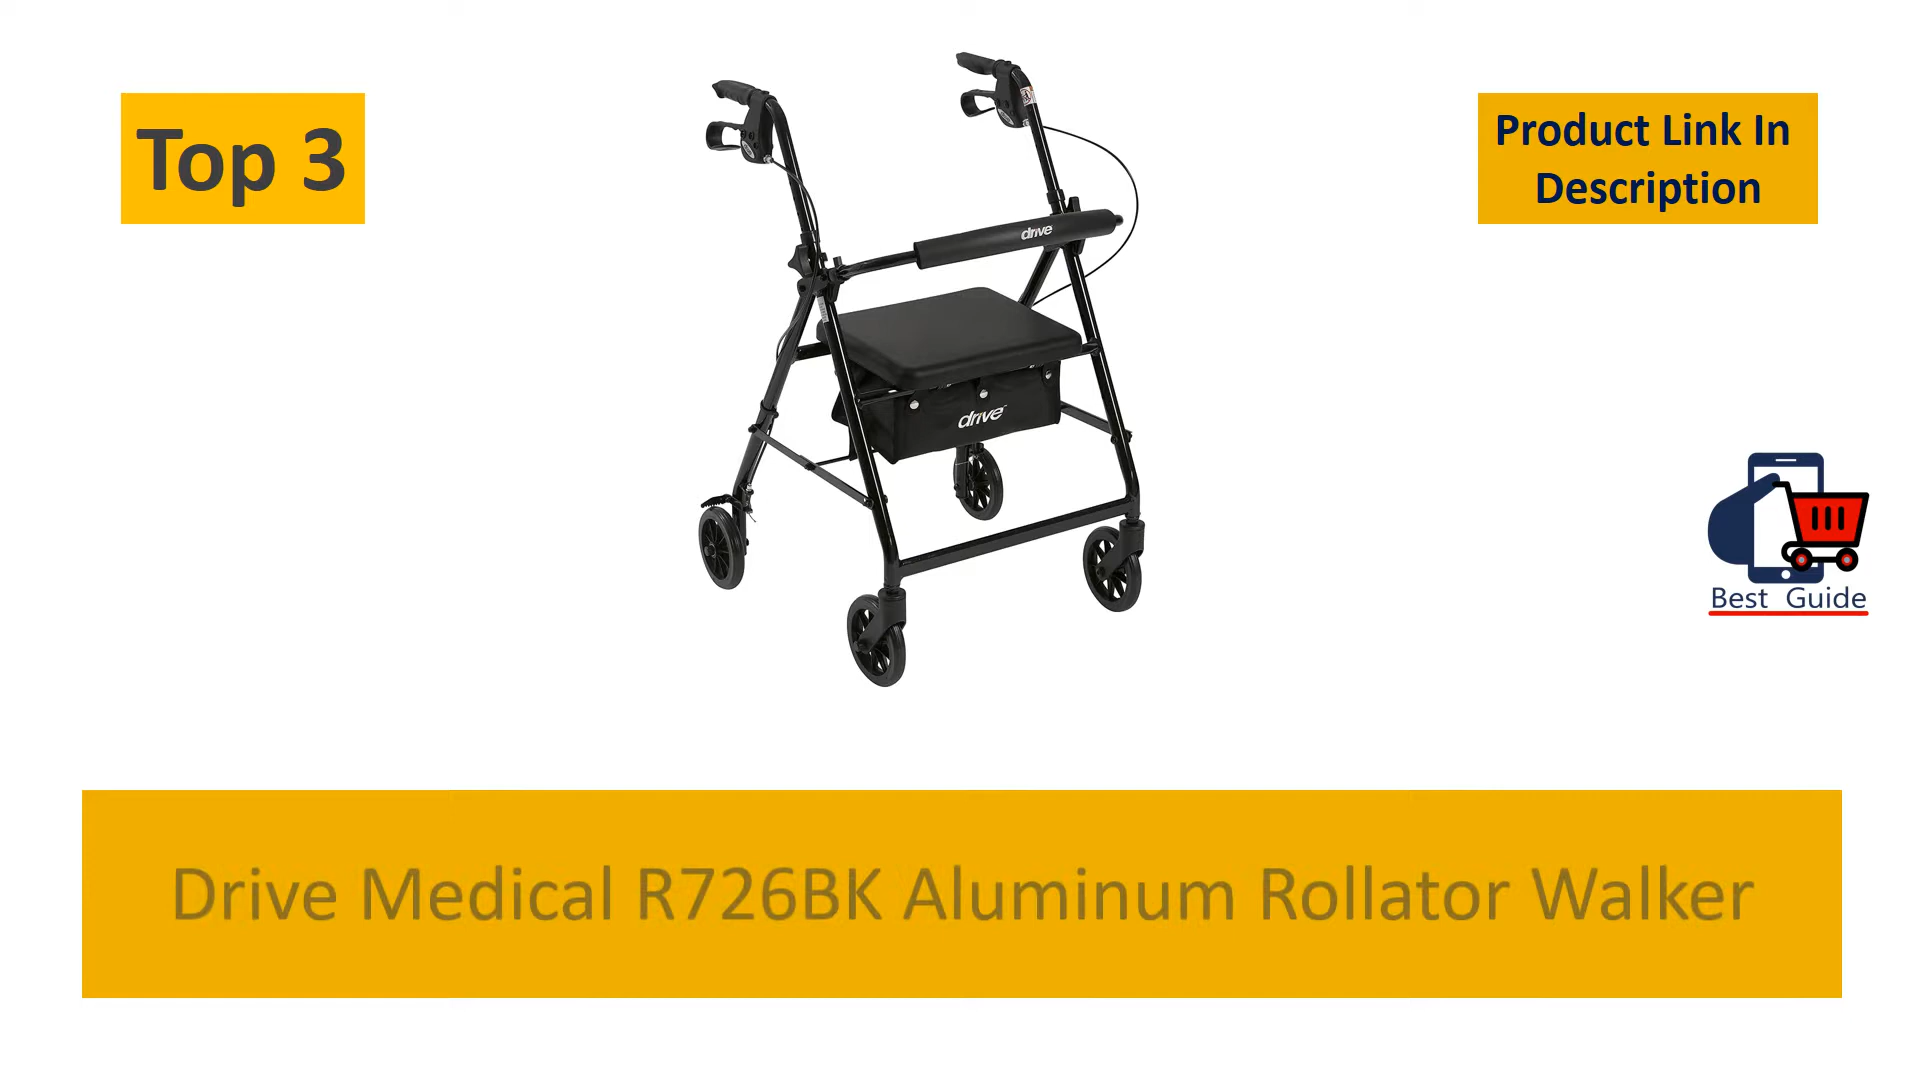 Top 3
Product Link In
Description
drive
drive
Best Guide
Drive Medical R726BK Aluminum Rollator Walker